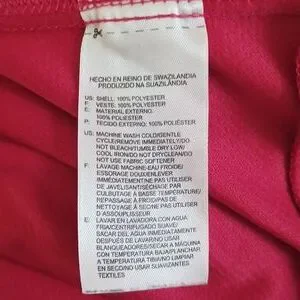 HECHO EN REINO DE SWAZILANDIA
PRODUZIDO NA SUAZILÂNDIA
US: SHELL: 100% POLYESTER
F: VESTE: 100% POLYESTER
E: MATERIAL EXTERNO:
100% POLIESTER
P: TECIDO EXTERNO: 100% POLIÉSTER
US: MACHINE WASH COLD/GENTLE
CYCLE/REMOVE IMMEDIATELY/DO
NOT BLEACH/TUMBLE DRY LOW/
COOL IRON/DO NOT DRYCLEAN/DO
NOT USE FABRIC SOFTENER
F: LAVAGE MACHINE-EAU FROIDE/
ESSORAGE DOUX/ENLEVER
IMMÉDIATEMENT/NE PAS UTILISER
DE JAVELISANT/SÉCHAGE PAR
CULBUTAGE À BASSE TEMPÉRATURE/
REPASSAGE À FROID/PAS DE
NETTOYAGE À SEC/NE PAS UTILISER
D'ASSOUPLISSEUR
E: LAVAR EN LAVADORA CON AGUA
FRIA/CENTRIFUGADO SUAVE/
SACAR DEL AGUA IMMEDIATAMENTE
DESPUÉS DE LAVAR/NO USAR
BLANQUEADORES/SECAR A MÁQUINA
CON TEMPERATURA BAJA/PLANCHAR
A TEMPERATURA TIBIA/NO LIMPIAR
EN SECO/NO USAR SUAVIZANTES
TEXTILES